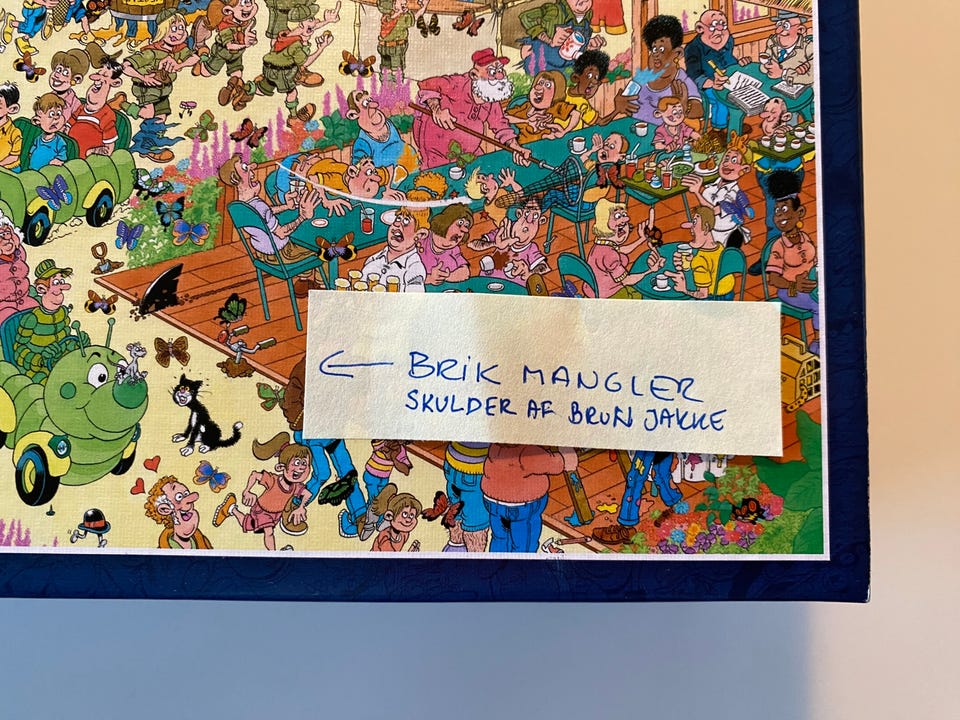 ← BRIK MANGLER
SKULDER AF BRUN JAKKE